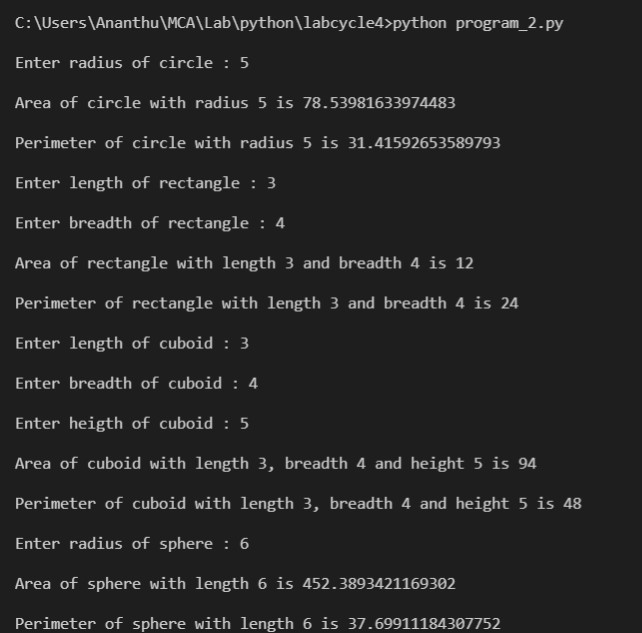 C:\Users\Ananthu\MCA\Lab\python\labcycle4>python program_2.py
Enter radius of circle : 5
Area of circle with radius 5 is 78.53981633974483
Perimeter of circle with radius 5 is 31.41592653589793
Enter length of rectangle : 3
Enter breadth of rectangle : 4
Area of rectangle with length 3 and breadth 4 is 12
Perimeter of rectangle with length 3 and breadth 4 is 24
Enter length of cuboid : 3
Enter breadth of cuboid : 4
Enter heigth of cuboid : 5
Area of cuboid with length 3, breadth 4 and height 5 is 94
Perimeter of cuboid with length 3, breadth 4 and height 5 is 48
Enter radius of sphere : 6
Area of sphere with length 6 is 452.3893421169302
Perimeter of sphere with length 6 is 37.69911184307752